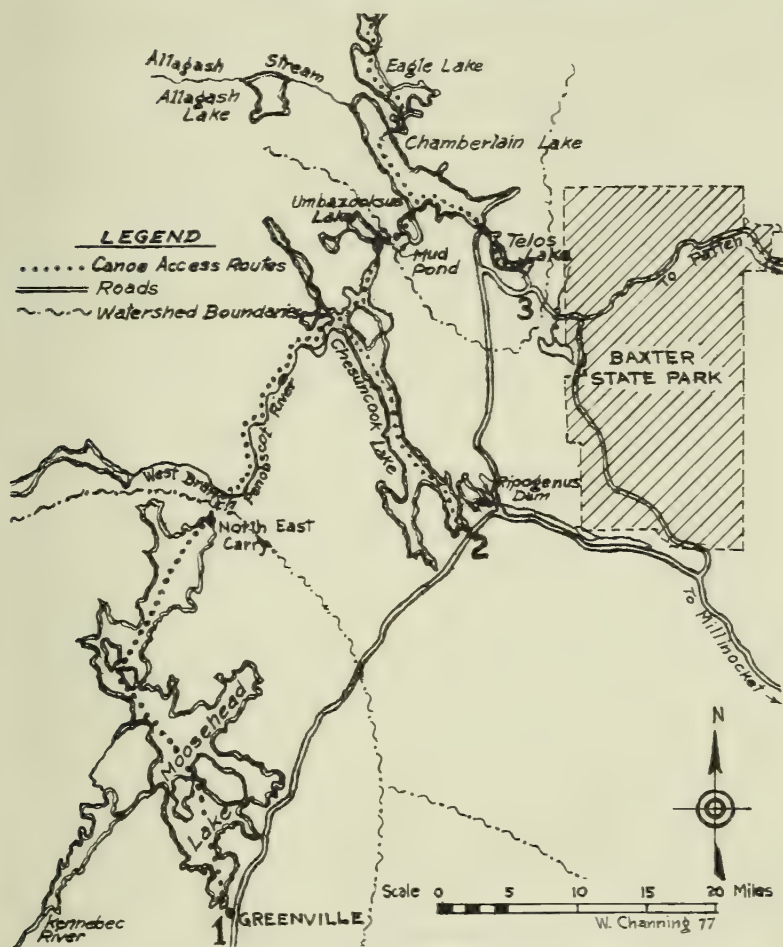 Allagash Stream
Allagash
Lake
Eagle Lake
Chamberlain Lake
Umbazooksus
Lake
Mud
Pond
Telos
Lake
LEGEND
Canoe Access Routes
Roads
Watershed Boundaries
3
To Patten
BAXTER
STATE PARK
Chesuncook
Lake
West Branch Penobscot River
Ripogenus
Dam
North East
Carry
2
To Millinocket
Moosehead
Lake
N
Kennebec
River
1
GREENVILLE
Scale 0 5 10 15 20 Miles
W. Channing 77